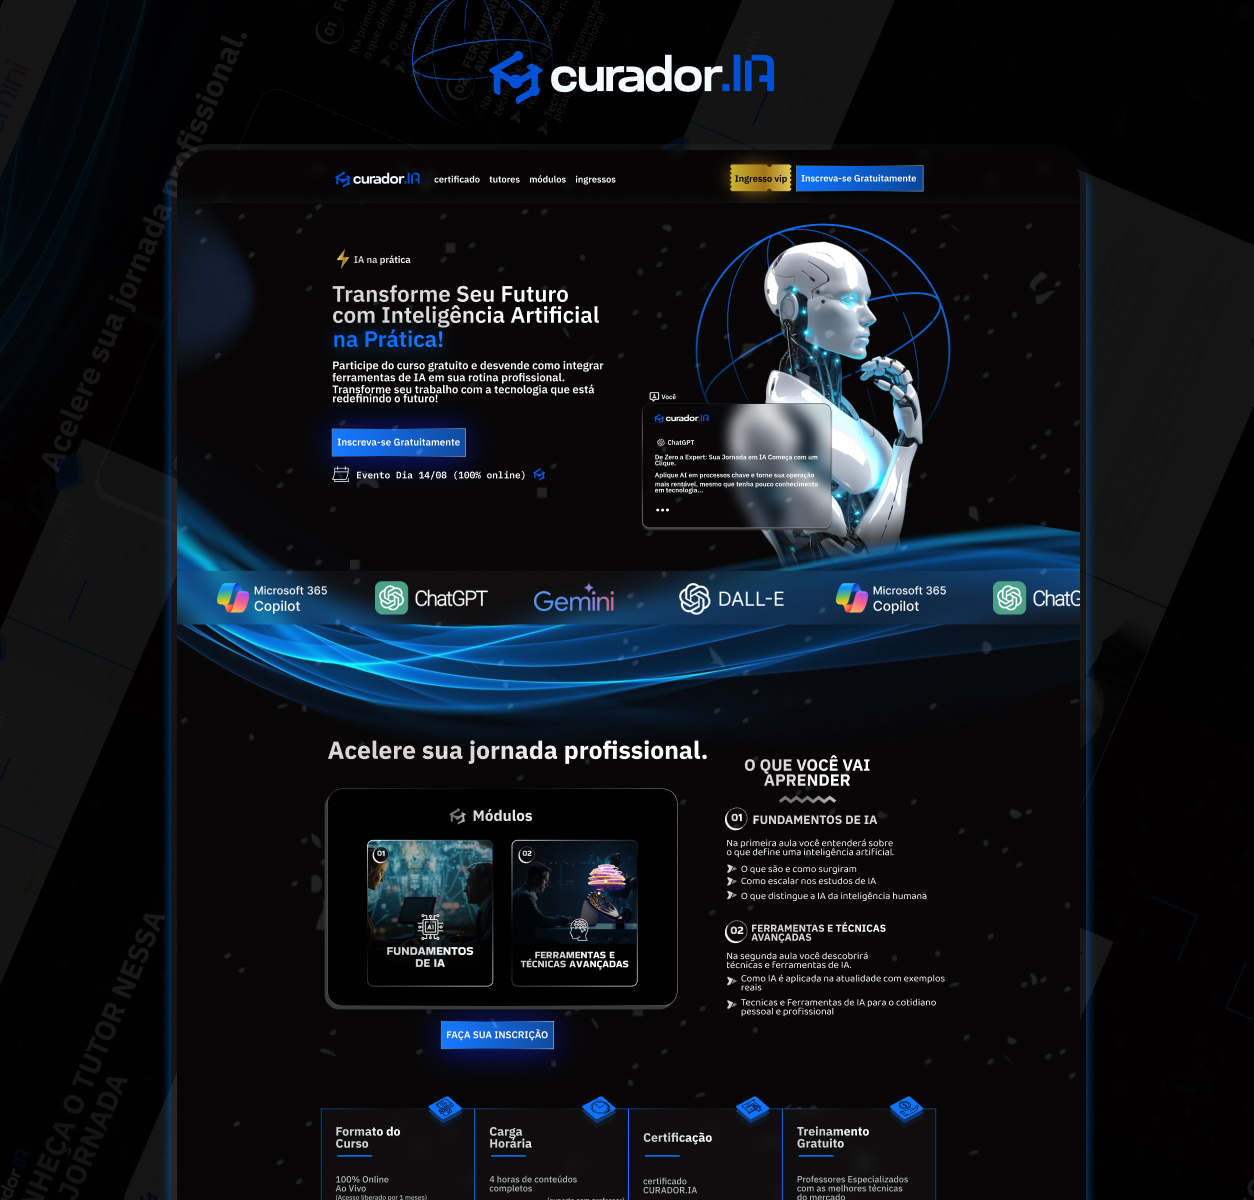 curador.IA
curador.IA
certificado tutores módulos ingressos
Ingresso vip
Inscreva-se Gratuitamente
IA na prática
Transforme Seu Futuro
com Inteligência Artificial
na Prática!
Participe do curso gratuito e desvende como integrar
ferramentas de IA em sua rotina profissional.
Transforme seu trabalho com a tecnologia que está
redefinindo o futuro!
Inscreva-se Gratuitamente
Evento Dia 14/08 (100% online)
Você
curador.IA
ChatGPT
De Zero a Expert: Sua Jornada em IA Começa com um
Clique.
Aplique AI em processos chave e torne sua operação
mais rentável, mesmo que tenha pouco conhecimento
em tecnologia...
Microsoft 365
Copilot
ChatGPT
Gemini
DALL-E
Microsoft 365
Copilot
ChatG
Acelere sua jornada profissional.
Módulos
01
AI
FUNDAMENTOS
DE IA
02
FERRAMENTAS E
TÉCNICAS AVANÇADAS
FAÇA SUA INSCRIÇÃO
O QUE VOCÊ VAI
APRENDER
01 FUNDAMENTOS DE IA
Na primeira aula você entenderá sobre
o que define uma inteligência artificial.
O que são e como surgiram
Como escalar nos estudos de IA
O que distingue a IA da inteligência humana
02 FERRAMENTAS E TÉCNICAS
AVANÇADAS
Na segunda aula você descobrirá
técnicas e ferramentas de IA.
Como IA é aplicada na atualidade com exemplos
reais
Tecnicas e Ferramentas de IA para o cotidiano
pessoal e profissional
Formato do
Curso
100% Online
Ao Vivo
(Acesso liberado por 1 meses)
Carga
Horária
4 horas de conteúdos
completos
Certificação
certificado
CURADOR.IA
Treinamento
Gratuito
Professores Especializados
com as melhores técnicas
do mercado
Acelere sua jornada profissional.
NHEÇA O TUTOR NESSA
JORNADA